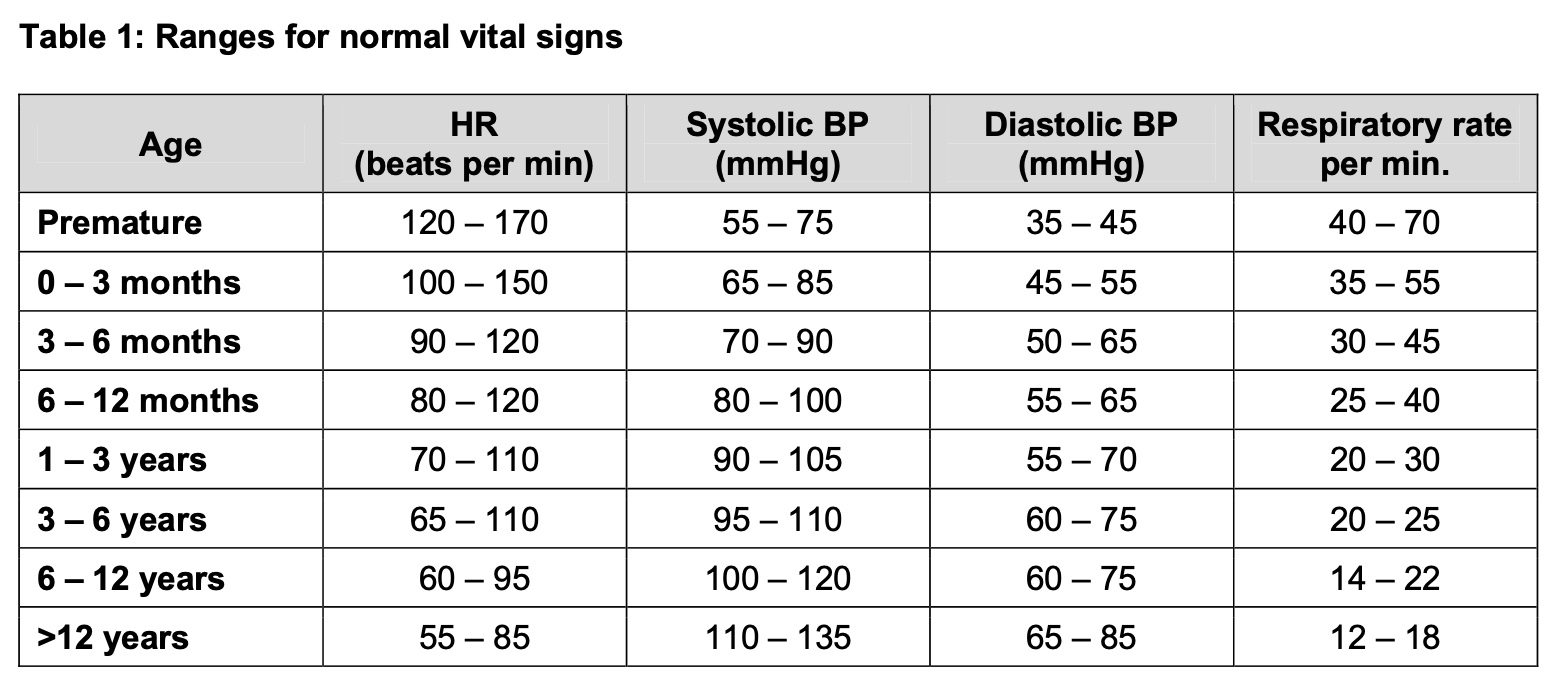 Table 1: Ranges for normal vital signs
Age HR (beats per min) Systolic BP (mmHg) Diastolic BP (mmHg) Respiratory rate per min.
Premature 120 – 170 55 – 75 35 – 45 40 – 70
0 – 3 months 100 – 150 65 – 85 45 – 55 35 – 55
3 – 6 months 90 – 120 70 – 90 50 – 65 30 – 45
6 – 12 months 80 – 120 80 – 100 55 – 65 25 – 40
1 – 3 years 70 – 110 90 – 105 55 – 70 20 – 30
3 – 6 years 65 – 110 95 – 110 60 – 75 20 – 25
6 – 12 years 60 – 95 100 – 120 60 – 75 14 – 22
>12 years 55 – 85 110 – 135 65 – 85 12 – 18